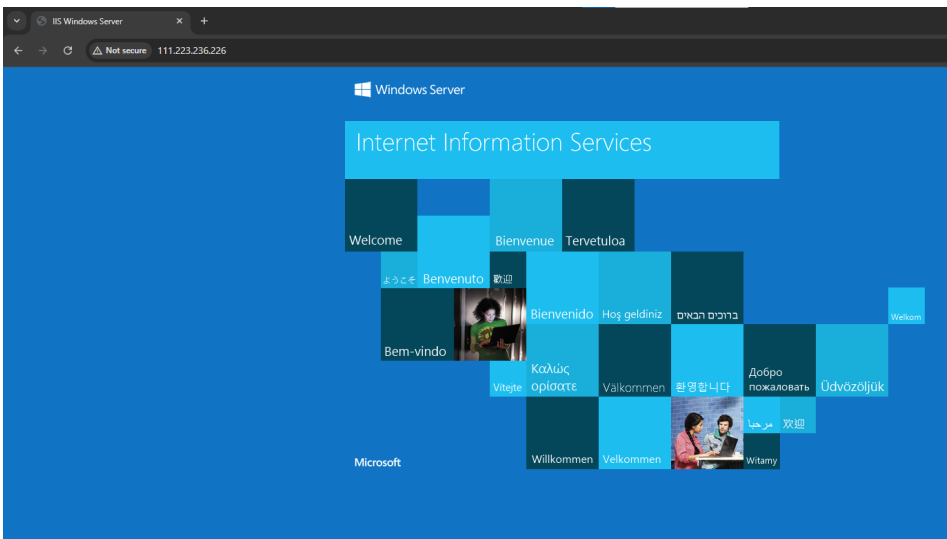 IIS Windows Server
Not secure
111.223.236.226
Windows Server
Internet Information Services
Welcome
Bienvenue
Tervetuloa
ようこそ
Benvenuto
歡迎
Bienvenido
Hoş geldiniz
ברוכים הבאים
Welkom
Bem-vindo
Vítejte
Καλώς
ορίσατε
Välkommen
환영합니다
Добро
пожаловать
Üdvözöljük
مرحبا
欢迎
Willkommen
Velkommen
Witamy
Microsoft